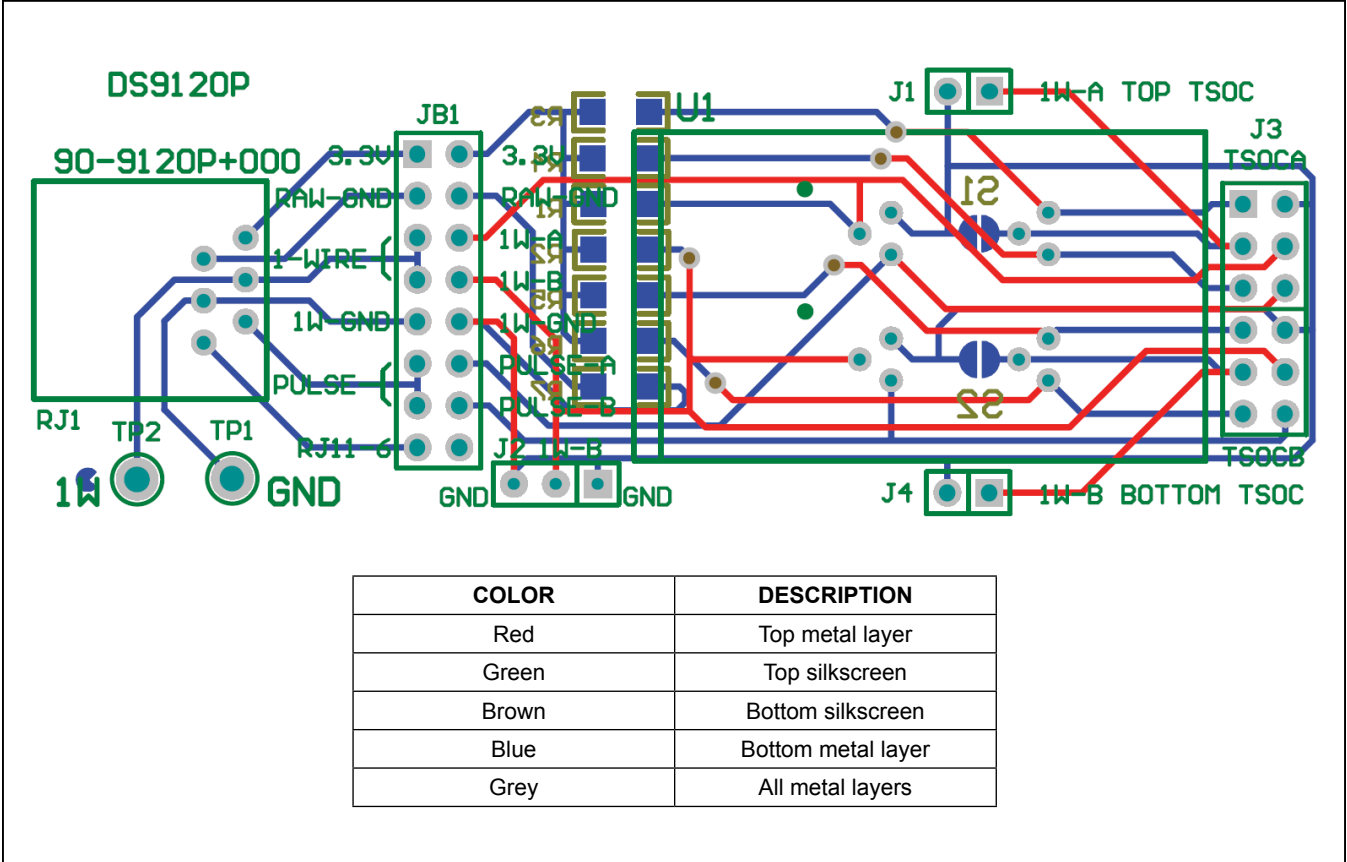 DS9120P
J1
1W-A TOP TSOC
U1
R3
JB1
J3
TSOCA
90-9120P+000
3.3V
3.3V
R4
RAW-GND
RAW-GND
R1
S1
1W-A
R2
1-WIRE
1W-B
R5
1W-GND
1W-GND
R6
PULSE-A
PULSE
R7
PULSE-B
S2
RJ1
TP2
TP1
RJ11-6
J2 1W-B
TSOCB
1W
GND
GND
GND
J4
1W-B BOTTOM TSOC
COLOR DESCRIPTION
Red Top metal layer
Green Top silkscreen
Brown Bottom silkscreen
Blue Bottom metal layer
Grey All metal layers